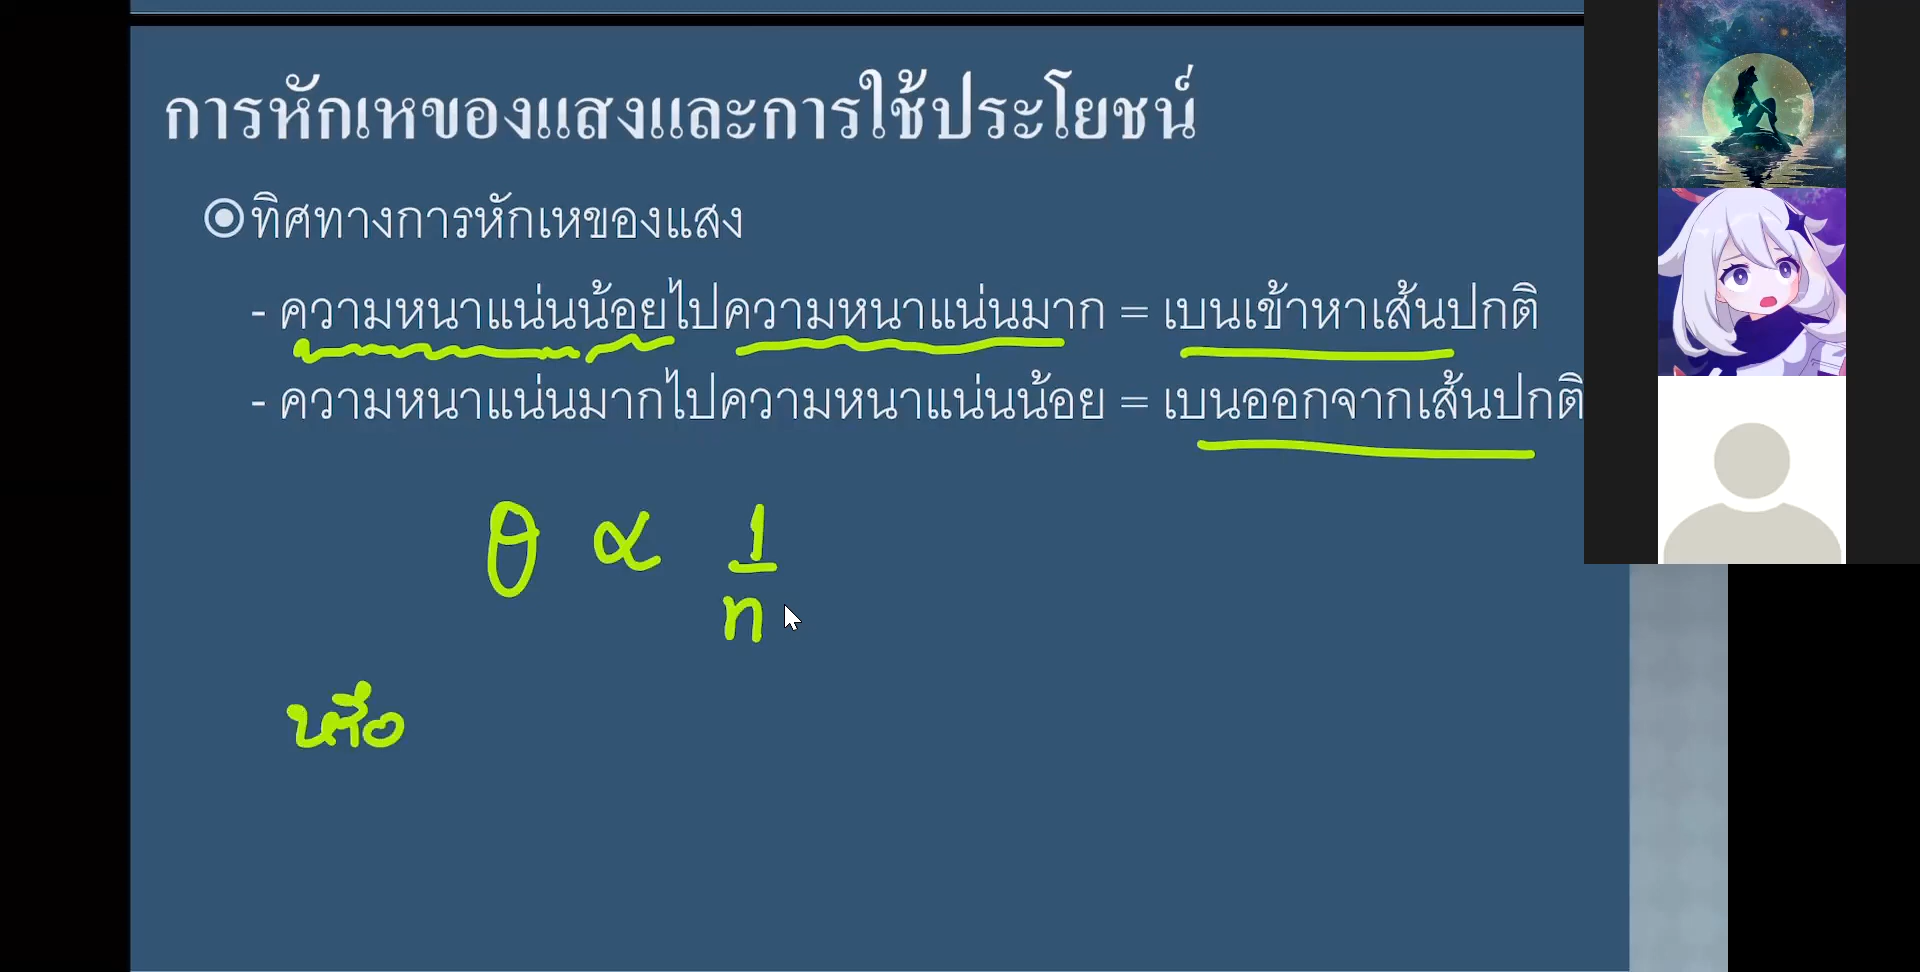 การหักเหของแสงและการใช้ประโยชน์
ทิศทางการหักเหของแสง
- ความหนาแน่นน้อยไปความหนาแน่นมาก = เบนเข้าหาเส้นปกติ
- ความหนาแน่นมากไปความหนาแน่นน้อย = เบนออกจากเส้นปกติ
θ ∝ 1/n
หรือ